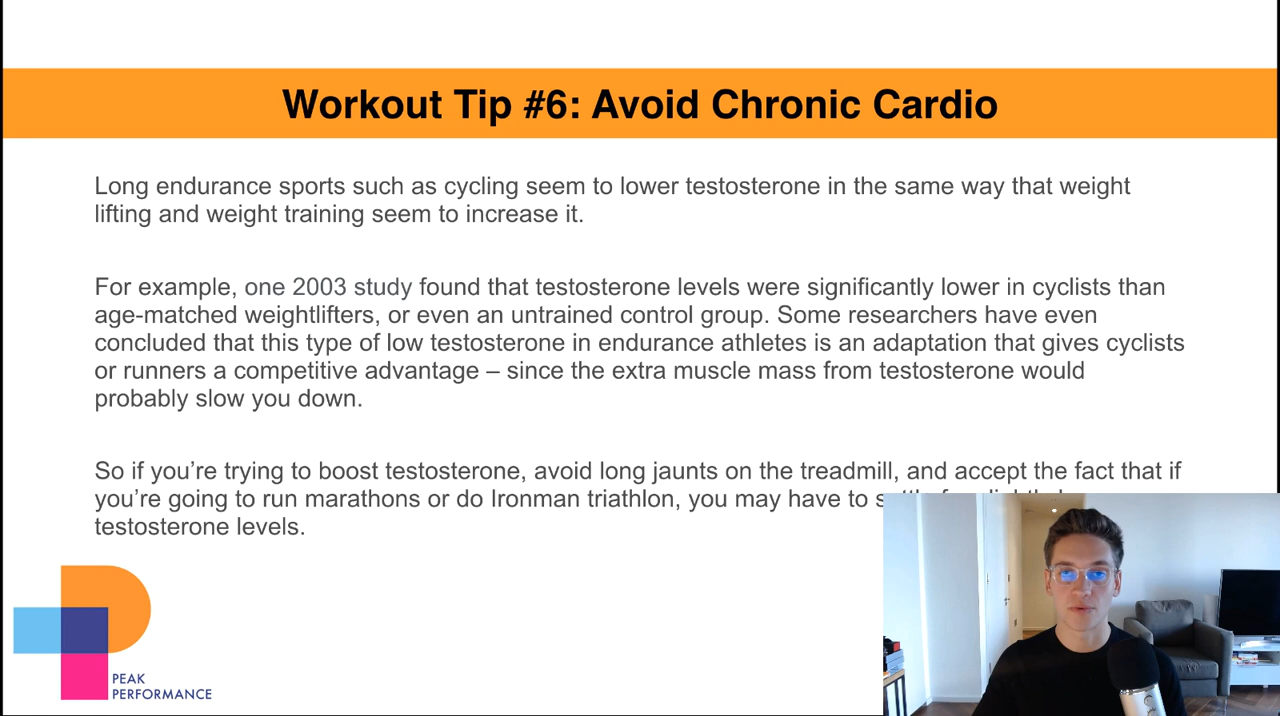 Workout Tip #6: Avoid Chronic Cardio
Long endurance sports such as cycling seem to lower testosterone in the same way that weight
lifting and weight training seem to increase it.
For example, one 2003 study found that testosterone levels were significantly lower in cyclists than
age-matched weightlifters, or even an untrained control group. Some researchers have even
concluded that this type of low testosterone in endurance athletes is an adaptation that gives cyclists
or runners a competitive advantage – since the extra muscle mass from testosterone would
probably slow you down.
So if you’re trying to boost testosterone, avoid long jaunts on the treadmill, and accept the fact that if
you’re going to run marathons or do Ironman triathlon, you may have to
testosterone levels.
PEAK
PERFORMANCE